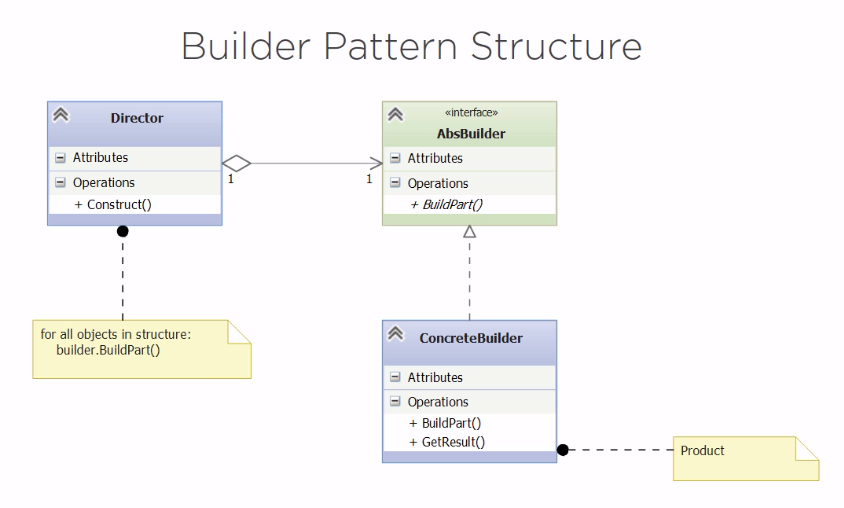 Builder Pattern Structure
Director
Attributes
Operations
+ Construct()
1
1
«interface»
AbsBuilder
Attributes
Operations
+ BuildPart()
for all objects in structure:
builder.BuildPart()
ConcreteBuilder
Attributes
Operations
+ BuildPart()
+ GetResult()
Product